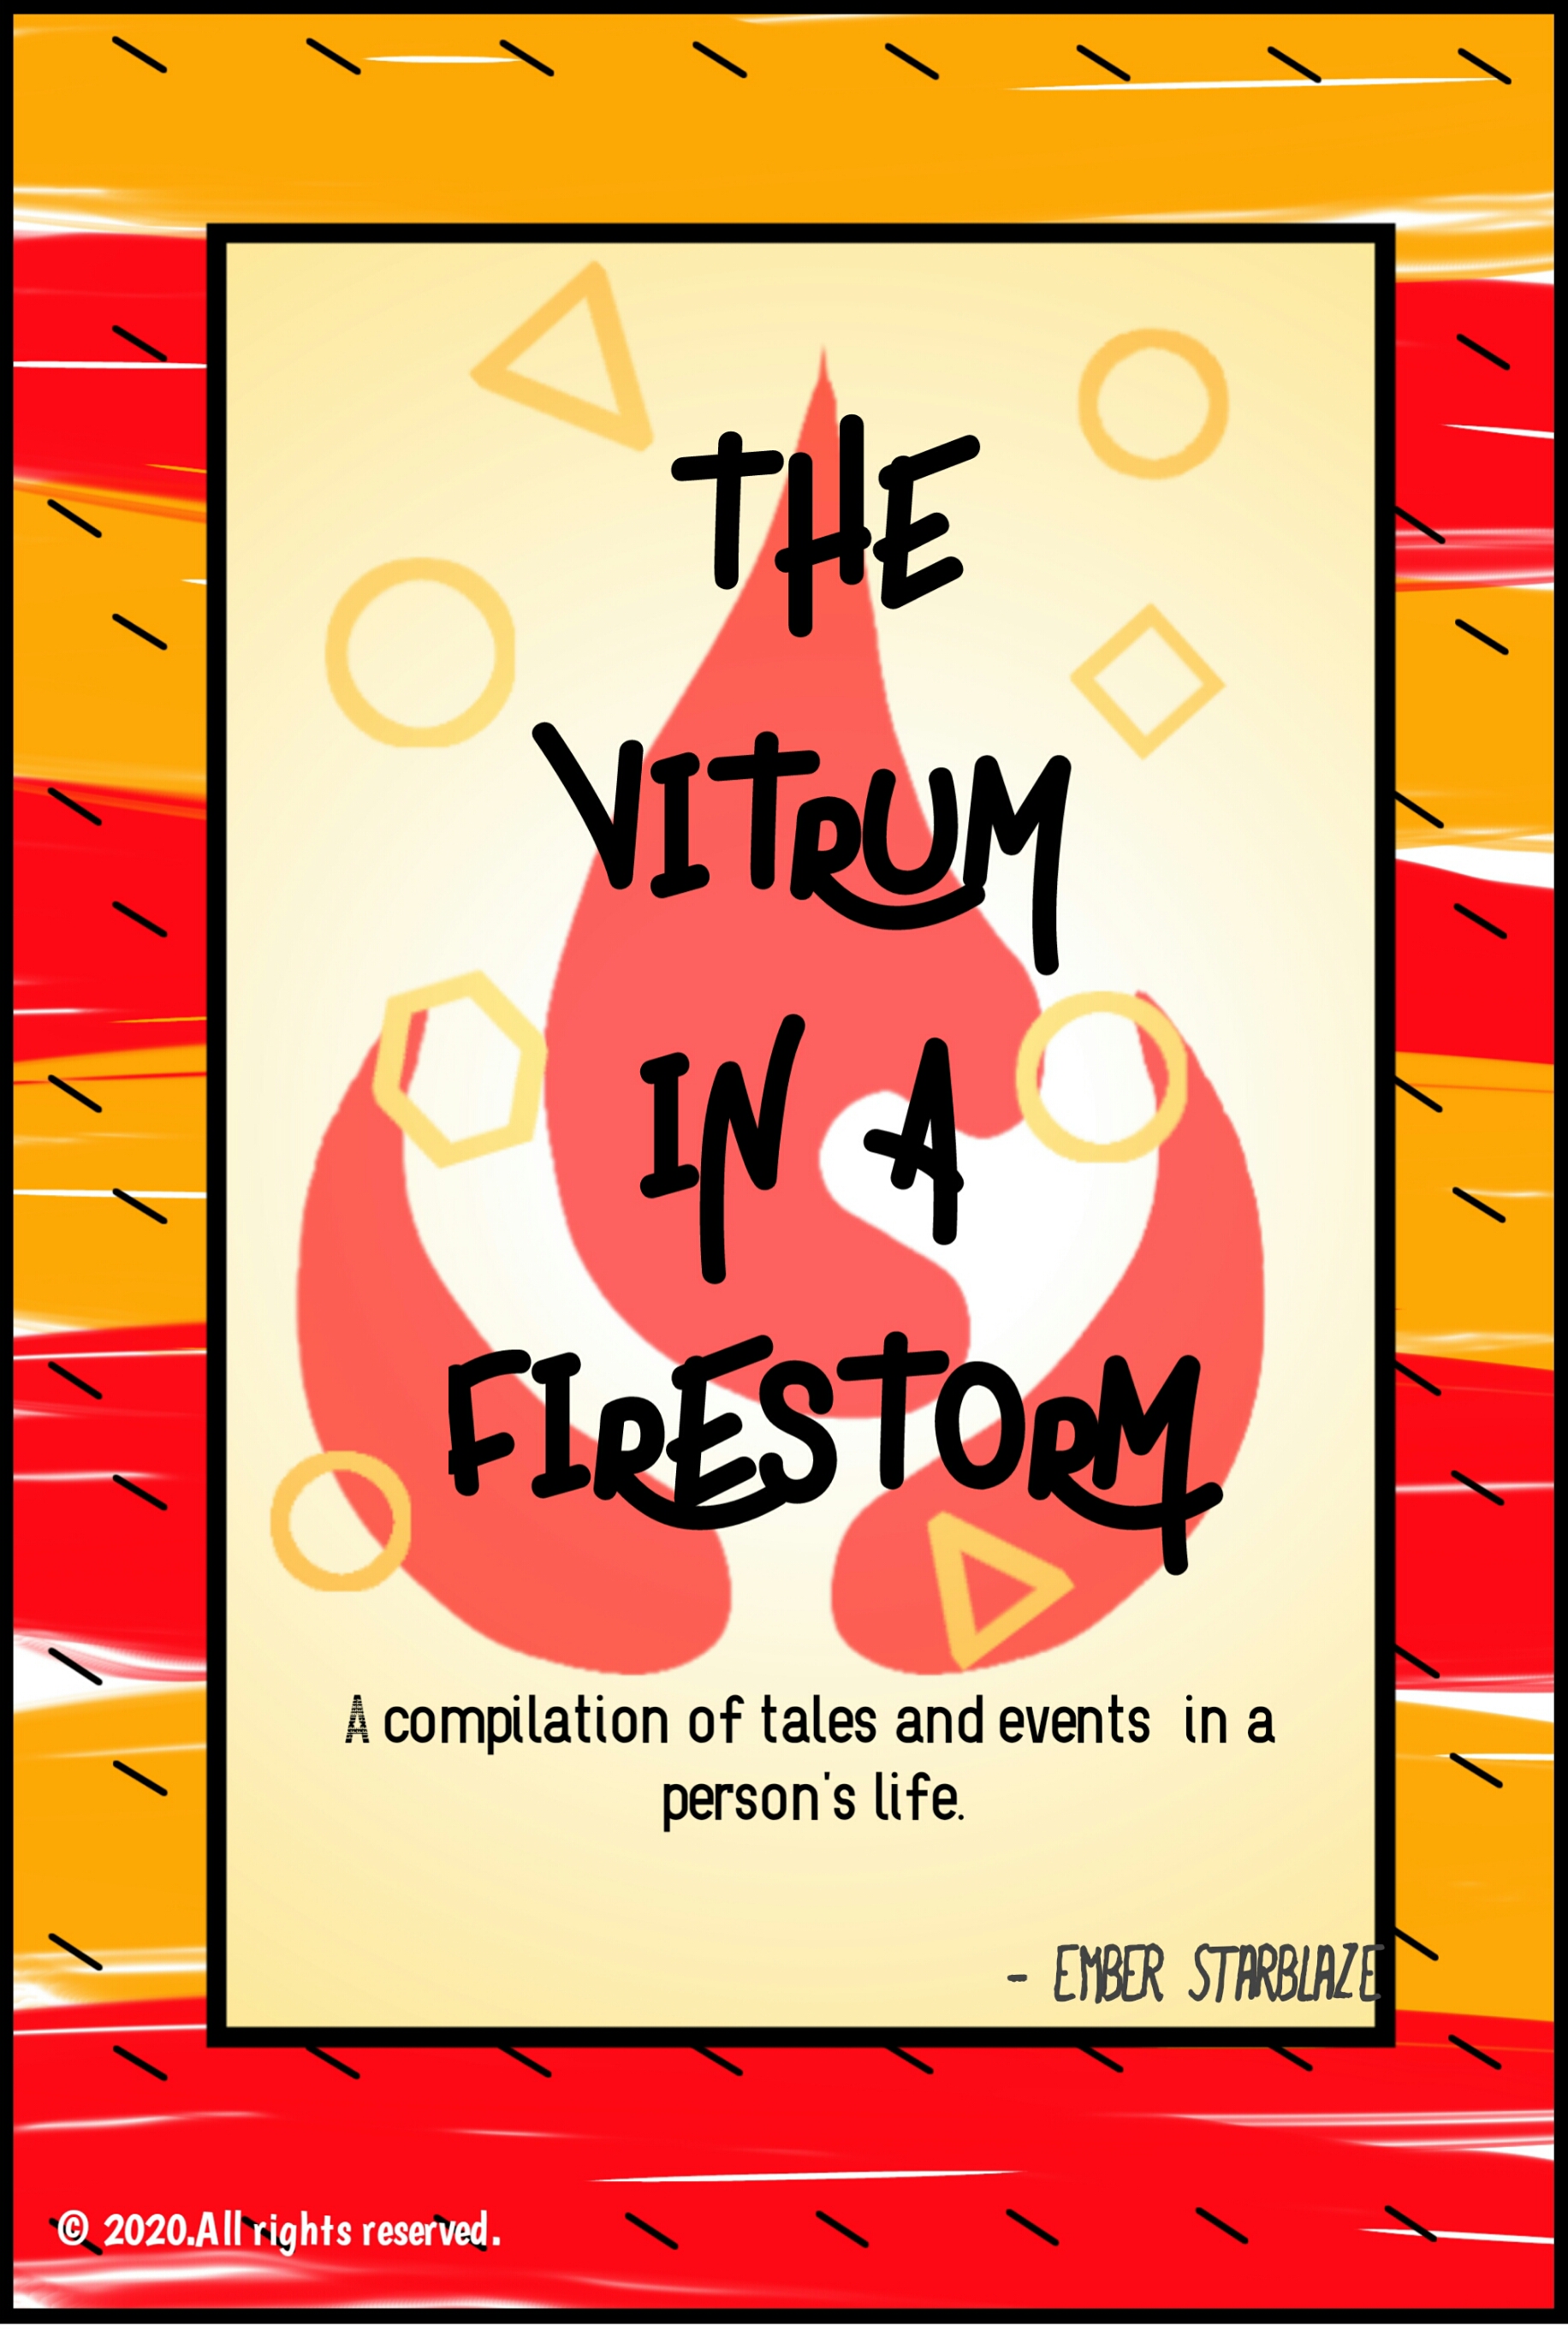 THE
VITRUM
IN A
FIRESTORM
A compilation of tales and events in a
person's life.
- EMBER STARBLAZE
© 2020.All rights reserved.